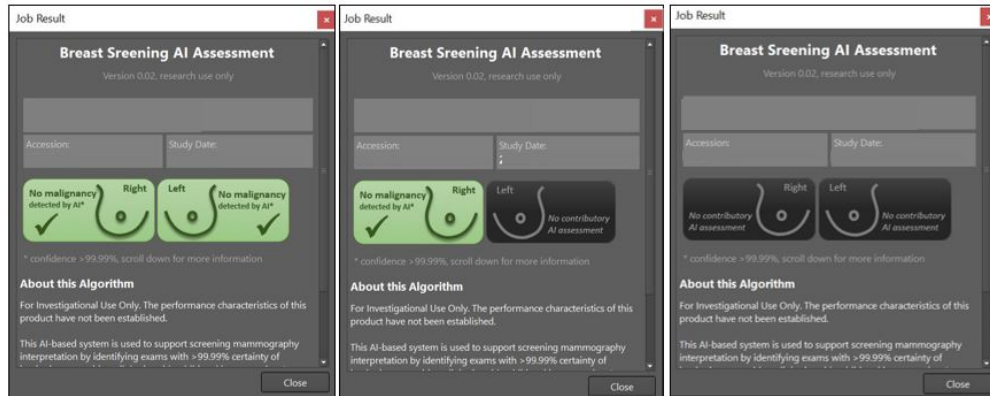 Job Result
Breast Sreening AI Assessment
Version 0.02, research use only
Accession:
Study Date:
No malignancy
detected by AI*
Right
Left
No malignancy
detected by AI*
* confidence >99.99%, scroll down for more information
About this Algorithm
For Investigational Use Only. The performance characteristics of this
product have not been established.
This AI-based system is used to support screening mammography
interpretation by identifying exams with >99.99% certainty of
Close
Job Result
Breast Sreening AI Assessment
Version 0.02, research use only
Accession:
Study Date:
;
No malignancy
detected by AI*
Right
Left
No contributory
AI assessment
* confidence >99.99%, scroll down for more information
About this Algorithm
For Investigational Use Only. The performance characteristics of this
product have not been established.
This AI-based system is used to support screening mammography
interpretation by identifying exams with >99.99% certainty of
Close
Job Result
Breast Sreening AI Assessment
Version 0.02, research use only
Accession:
Study Date:
Right
No contributory
AI assessment
Left
No contributory
AI assessment
* confidence >99.99%, scroll down for more information
About this Algorithm
For Investigational Use Only. The performance characteristics of this
product have not been established.
This AI-based system is used to support screening mammography
interpretation by identifying exams with >99.99% certainty of
Close